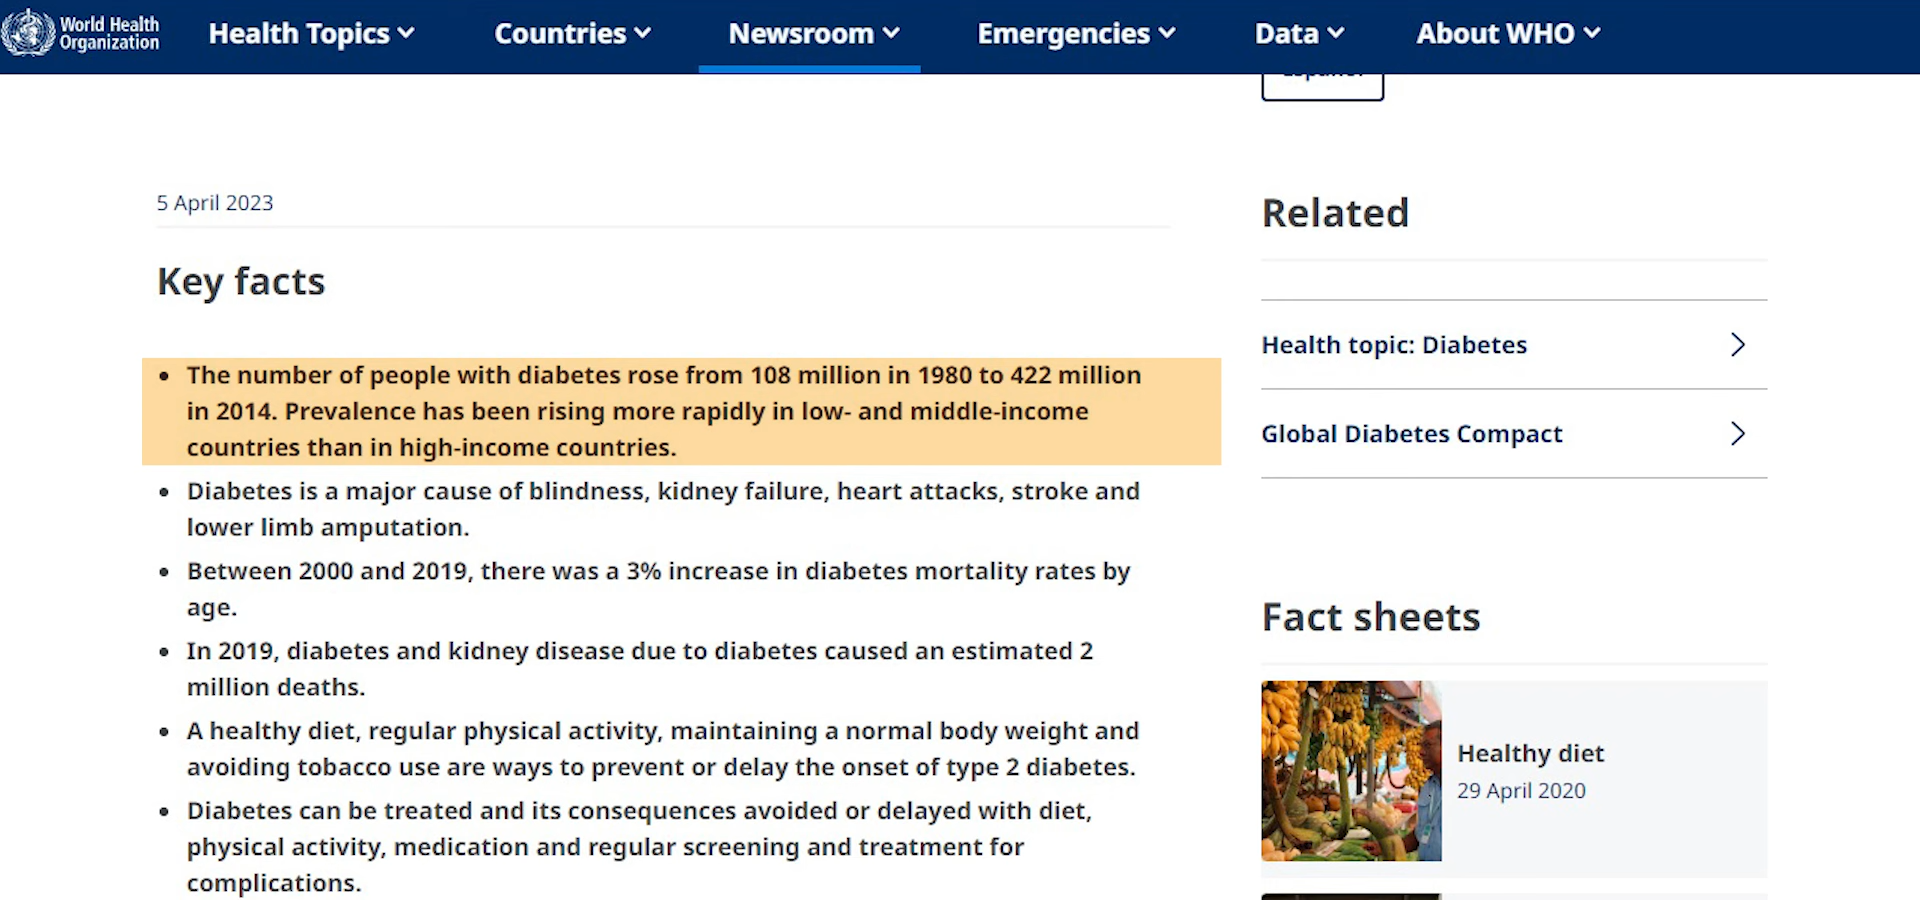 World Health
Organization
Health Topics
Countries
Newsroom
Emergencies
Data
About WHO
5 April 2023
Key facts
• The number of people with diabetes rose from 108 million in 1980 to 422 million
in 2014. Prevalence has been rising more rapidly in low- and middle-income
countries than in high-income countries.
• Diabetes is a major cause of blindness, kidney failure, heart attacks, stroke and
lower limb amputation.
• Between 2000 and 2019, there was a 3% increase in diabetes mortality rates by
age.
• In 2019, diabetes and kidney disease due to diabetes caused an estimated 2
million deaths.
• A healthy diet, regular physical activity, maintaining a normal body weight and
avoiding tobacco use are ways to prevent or delay the onset of type 2 diabetes.
• Diabetes can be treated and its consequences avoided or delayed with diet,
physical activity, medication and regular screening and treatment for
complications.
Related
Health topic: Diabetes
Global Diabetes Compact
Fact sheets
Healthy diet
29 April 2020